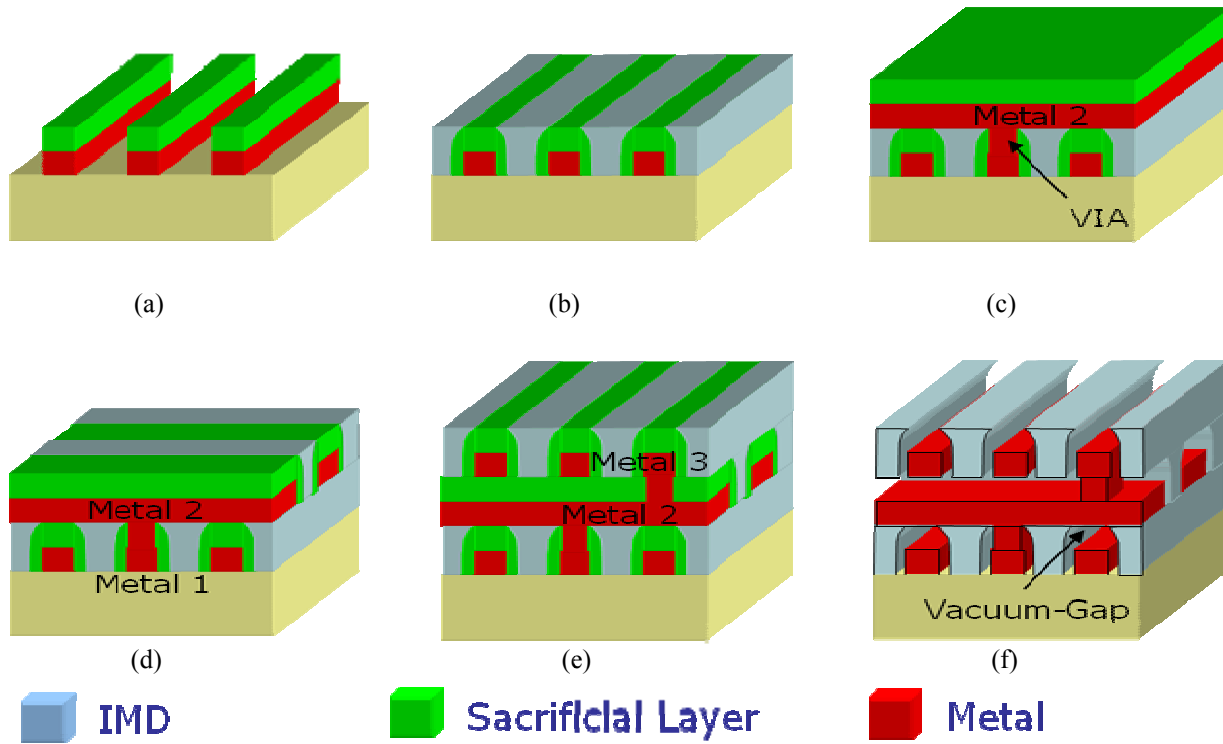 Metal 2
VIA
(a)
(b)
(c)
Metal 2
Metal 1
Metal 3
Metal 2
Vacuum-Gap
(d)
(e)
(f)
IMD
Sacrificial Layer
Metal